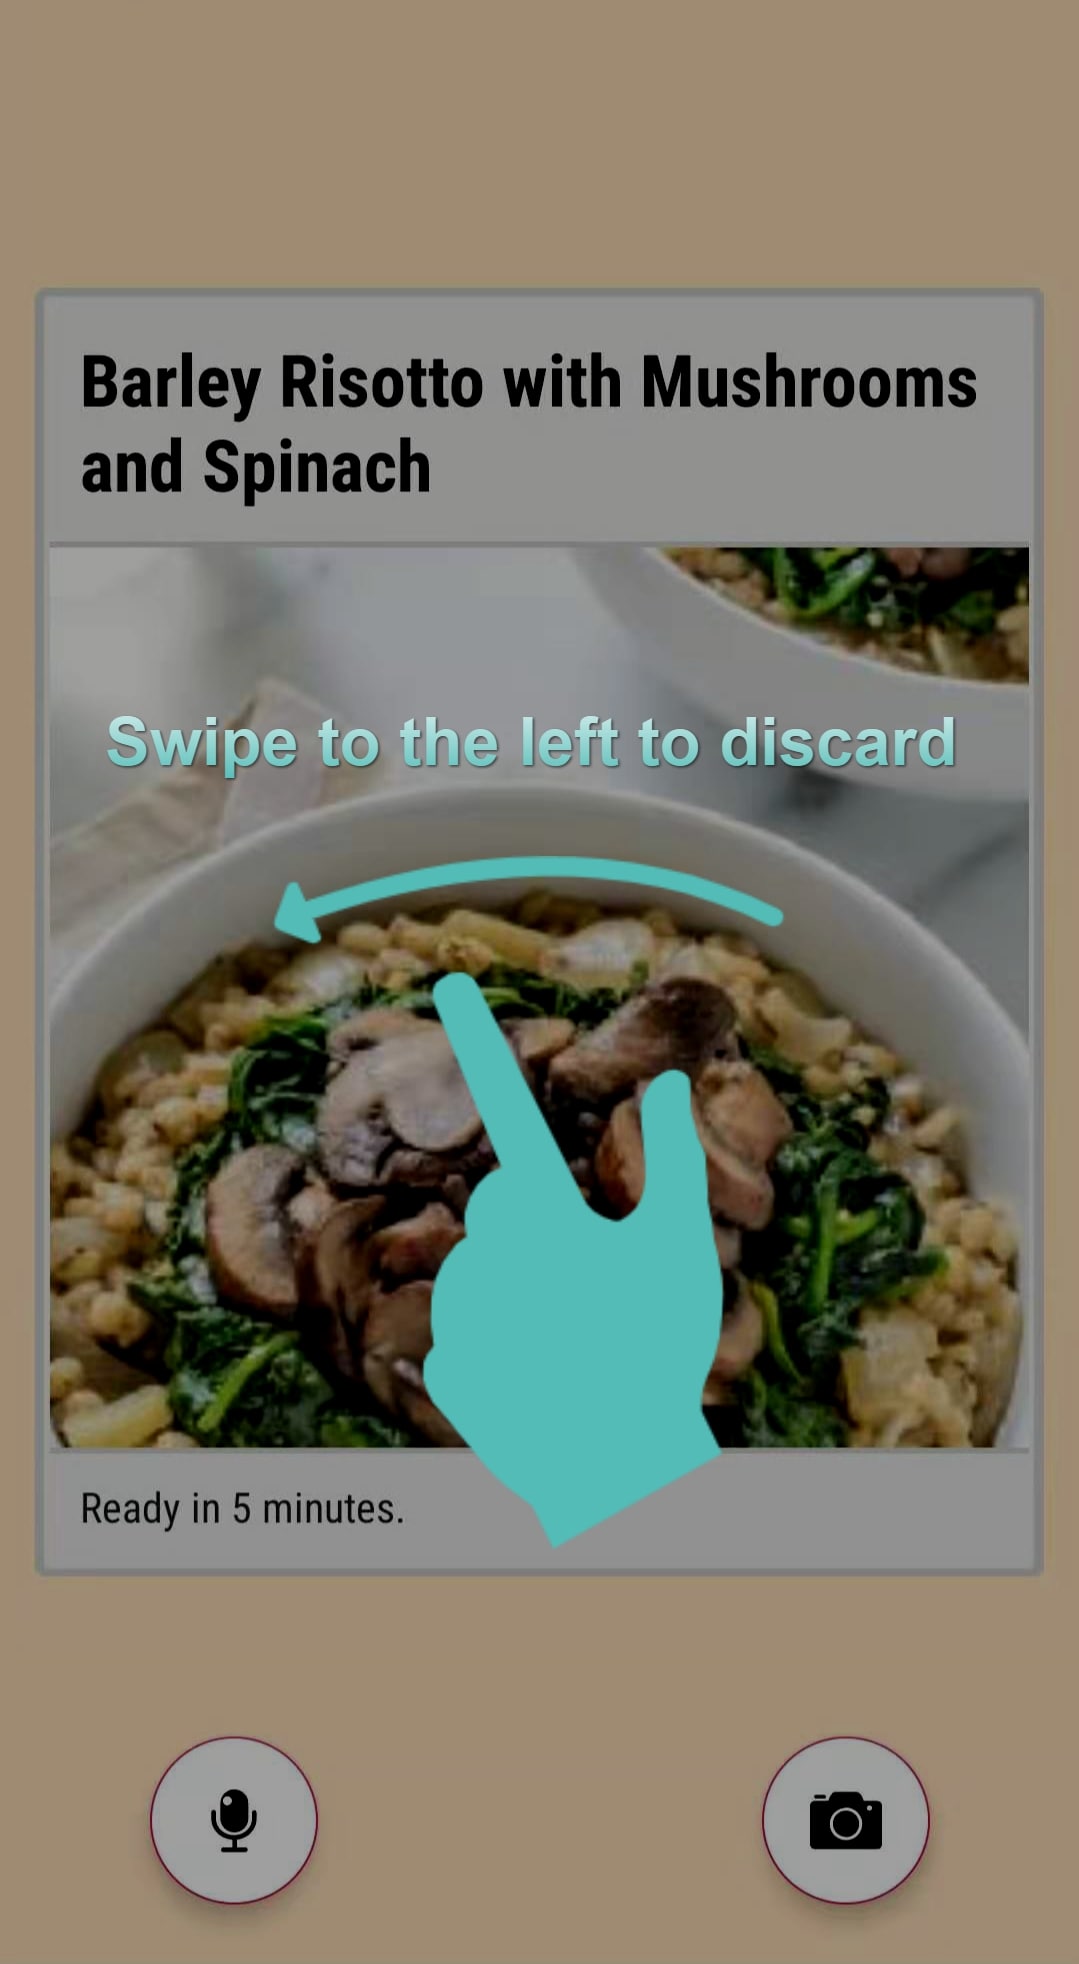 Barley Risotto with Mushrooms
and Spinach
Swipe to the left to discard
Ready in 5 minutes.